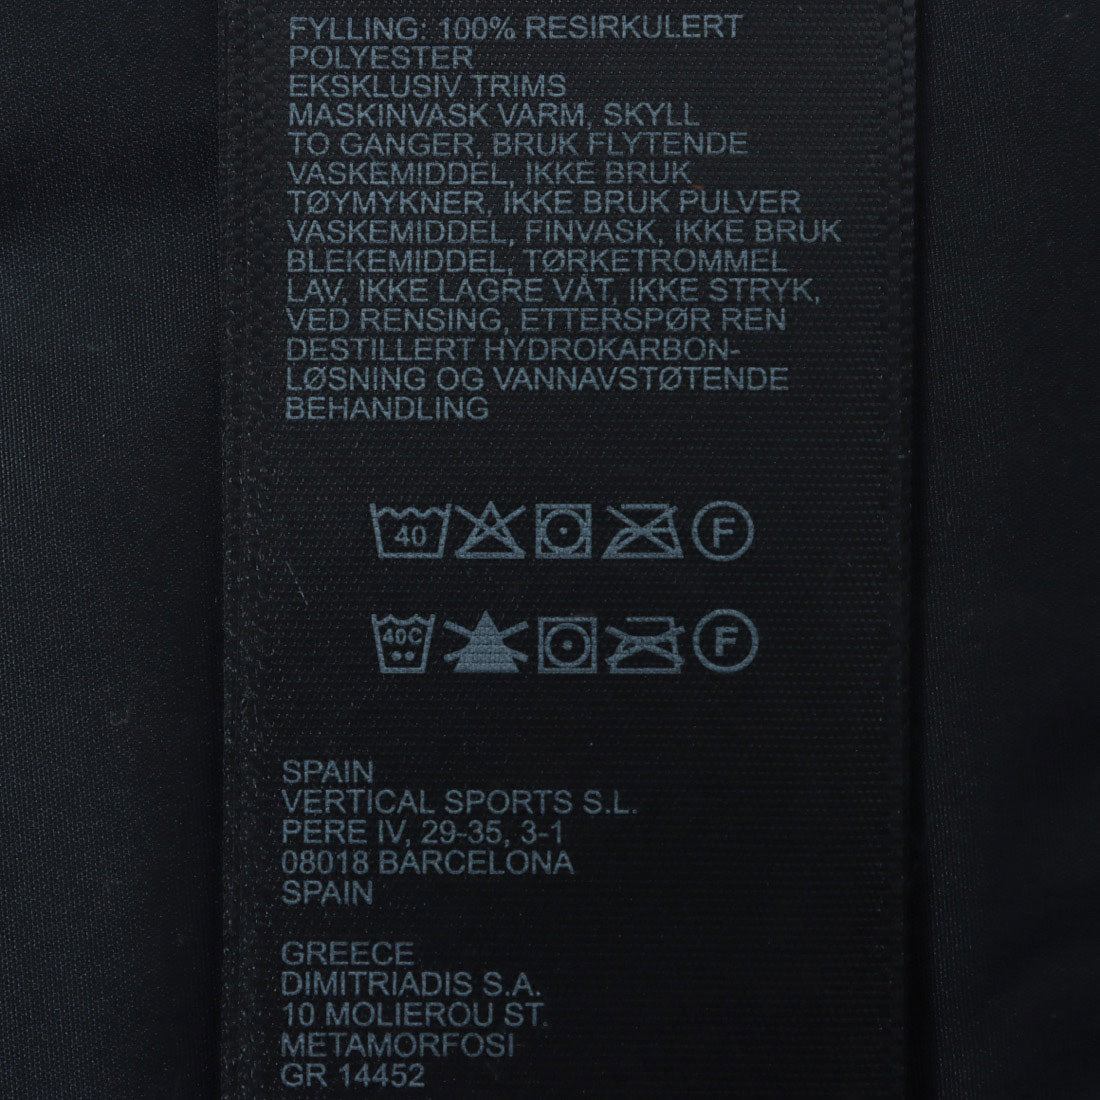 FYLLING: 100% RESIRKULERT
POLYESTER
EKSKLUSIV TRIMS
MASKINVASK VARM, SKYLL
TO GANGER, BRUK FLYTENDE
VASKEMIDDEL, IKKE BRUK
TØYMYKNER, IKKE BRUK PULVER
VASKEMIDDEL, FINVASK, IKKE BRUK
BLEKEMIDDEL, TØRKETROMMEL
LAV, IKKE LAGRE VÅT, IKKE STRYK,
VED RENSING, ETTERSPØR REN
DESTILLERT HYDROKARBON-
LØSNING OG VANNAVSTØTENDE
BEHANDLING
40 F
40C F
SPAIN
VERTICAL SPORTS S.L.
PERE IV, 29-35, 3-1
08018 BARCELONA
SPAIN
GREECE
DIMITRIADIS S.A.
10 MOLIEROU ST.
METAMORFOSI
GR 14452